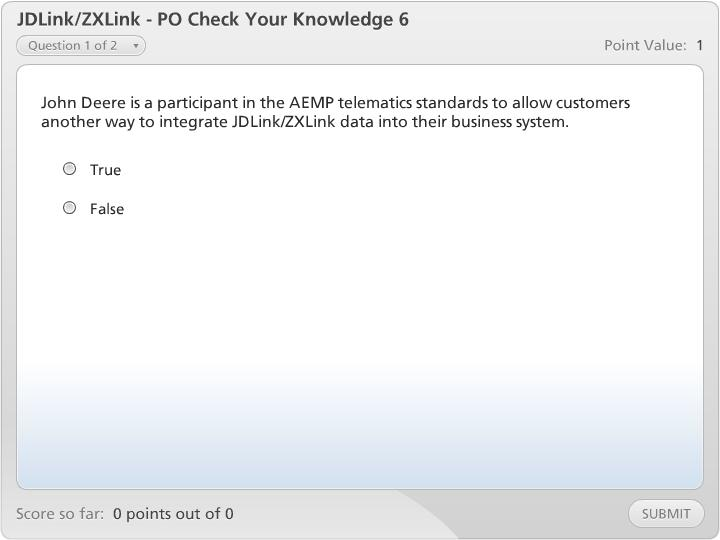 JDLink/ZXLink - PO Check Your Knowledge 6
Question 1 of 2
Point Value: 1
John Deere is a participant in the AEMP telematics standards to allow customers
another way to integrate JDLink/ZXLink data into their business system.
True
False
Score so far: 0 points out of 0
SUBMIT